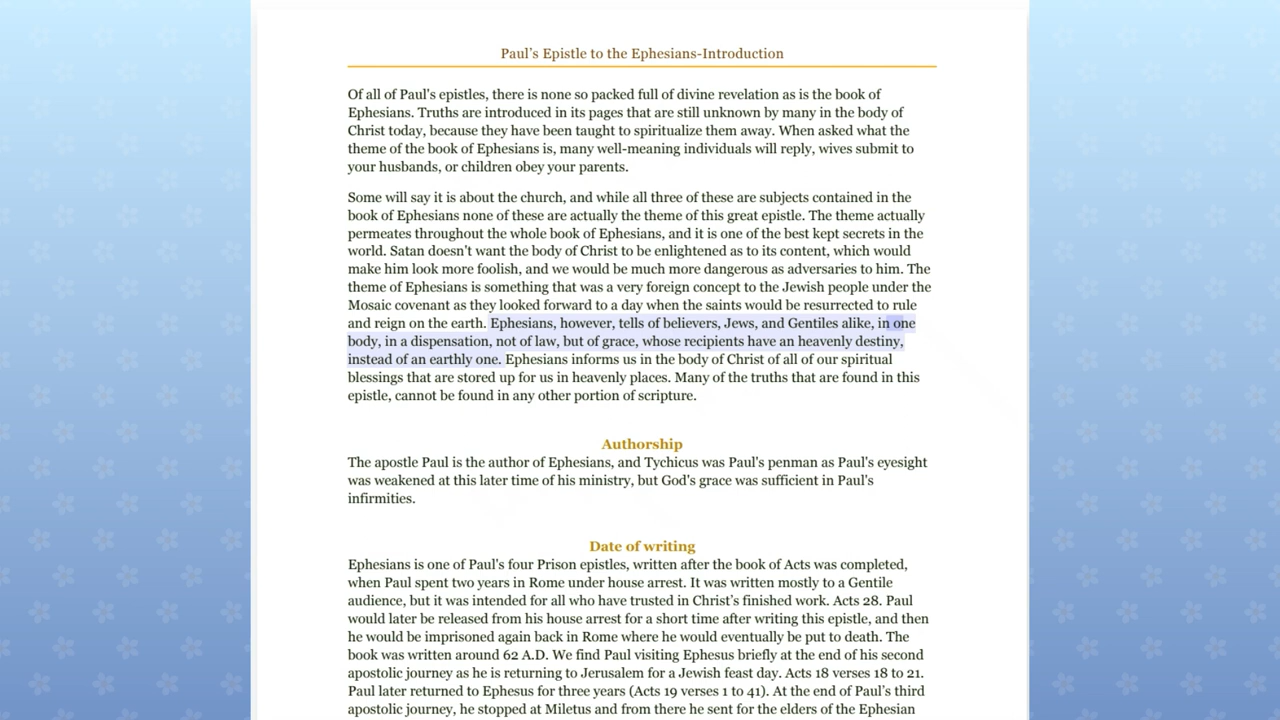 Paul's Epistle to the Ephesians-Introduction
Of all of Paul's epistles, there is none so packed full of divine revelation as is the book of
Ephesians. Truths are introduced in its pages that are still unknown by many in the body of
Christ today, because they have been taught to spiritualize them away. When asked what the
theme of the book of Ephesians is, many well-meaning individuals will reply, wives submit to
your husbands, or children obey your parents.
Some will say it is about the church, and while all three of these are subjects contained in the
book of Ephesians none of these are actually the theme of this great epistle. The theme actually
permeates throughout the whole book of Ephesians, and it is one of the best kept secrets in the
world. Satan doesn't want the body of Christ to be enlightened as to its content, which would
make him look more foolish, and we would be much more dangerous as adversaries to him. The
theme of Ephesians is something that was a very foreign concept to the Jewish people under the
Mosaic covenant as they looked forward to a day when the saints would be resurrected to rule
and reign on the earth. Ephesians, however, tells of believers, Jews, and Gentiles alike, in one
body, in a dispensation, not of law, but of grace, whose recipients have an heavenly destiny,
instead of an earthly one. Ephesians informs us in the body of Christ of all of our spiritual
blessings that are stored up for us in heavenly places. Many of the truths that are found in this
epistle, cannot be found in any other portion of scripture.
Authorship
The apostle Paul is the author of Ephesians, and Tychicus was Paul's penman as Paul's eyesight
was weakened at this later time of his ministry, but God's grace was sufficient in Paul's
infirmities.
Date of writing
Ephesians is one of Paul's four Prison epistles, written after the book of Acts was completed,
when Paul spent two years in Rome under house arrest. It was written mostly to a Gentile
audience, but it was intended for all who have trusted in Christ's finished work. Acts 28. Paul
would later be released from his house arrest for a short time after writing this epistle, and then
he would be imprisoned again back in Rome where he would eventually be put to death. The
book was written around 62 A.D. We find Paul visiting Ephesus briefly at the end of his second
apostolic journey as he is returning to Jerusalem for a Jewish feast day. Acts 18 verses 18 to 21.
Paul later returned to Ephesus for three years (Acts 19 verses 1 to 41). At the end of Paul's third
apostolic journey, he stopped at Miletus and from there he sent for the elders of the Ephesian